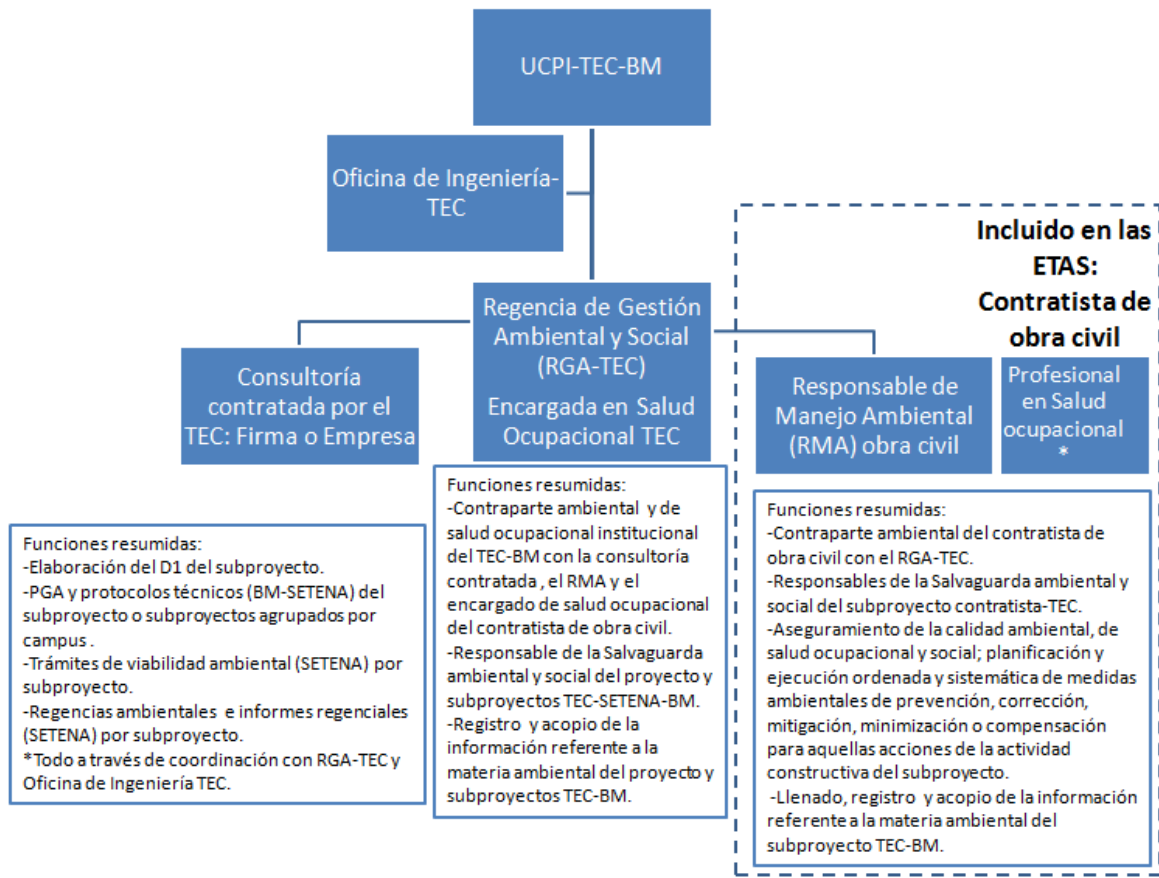 UCPI-TEC-BM
Oficina de Ingeniería-
TEC
Incluido en las
ETAS:
Contratista de
obra civil
Regencia de Gestión
Ambiental y Social
(RGA-TEC)
Encargada en Salud
Ocupacional TEC
Consultoría
contratada por el
TEC: Firma o Empresa
Responsable de
Manejo Ambiental
(RMA) obra civil
Profesional
en Salud
ocupacional
*
Funciones resumidas:
-Elaboración del D1 del subproyecto.
-PGA y protocolos técnicos (BM-SETENA) del
subproyecto o subproyectos agrupados por
campus .
-Trámites de viabilidad ambiental (SETENA) por
subproyecto.
-Regencias ambientales e informes regenciales
(SETENA) por subproyecto.
*Todo a través de coordinación con RGA-TEC y
Oficina de Ingeniería TEC.
Funciones resumidas:
-Contraparte ambiental y de
salud ocupacional institucional
del TEC-BM con la consultoría
contratada , el RMA y el
encargado de salud ocupacional
del contratista de obra civil.
-Responsable de la Salvaguarda
ambiental y social del proyecto y
subproyectos TEC-SETENA-BM.
-Registro y acopio de la
información referente a la
materia ambiental del proyecto y
subproyectos TEC-BM.
Funciones resumidas:
-Contraparte ambiental del contratista de
obra civil con el RGA-TEC.
-Responsables de la Salvaguarda ambiental y
social del subproyecto contratista-TEC.
-Aseguramiento de la calidad ambiental, de
salud ocupacional y social; planificación y
ejecución ordenada y sistemática de medidas
ambientales de prevención, corrección,
mitigación, minimización o compensación
para aquellas acciones de la actividad
constructiva del subproyecto.
-Llenado, registro y acopio de la información
referente a la materia ambiental del
subproyecto TEC-BM.